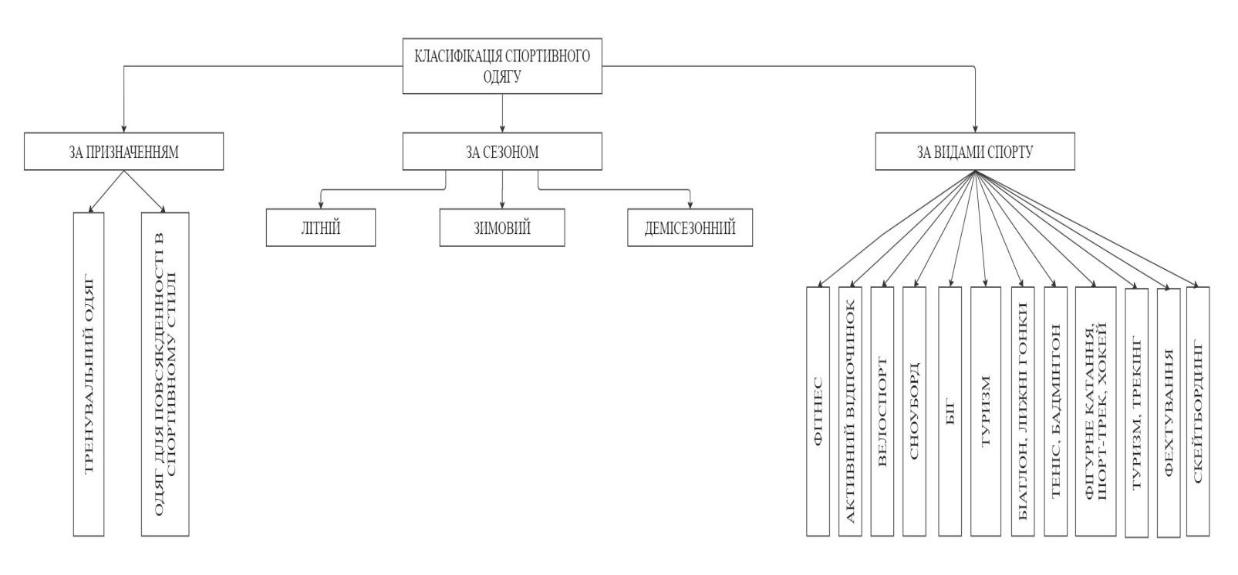 КЛАСИФІКАЦІЯ СПОРТИВНОГО
ОДЯГУ
ЗА ПРИЗНАЧЕННЯМ
ЗА СЕЗОНОМ
ЗА ВИДАМИ СПОРТУ
ЛІТНІЙ
ЗИМОВИЙ
ДЕМІСЕЗОННИЙ
ТРЕНУВАЛЬНИЙ ОДЯГ
ОДЯГ ДЛЯ ПОВСЯКДЕННОСТІ В
СПОРТИВНОМУ СТИЛІ
ФІТНЕС
АКТИВНИЙ ВІДПОЧИНОК
ВЕЛОСПОРТ
СНОУБОРД
БІГ
ТУРИЗМ
БІАТЛОН, ЛИЖНІ ГОНКИ
ТЕНІС, БАДМІНТОН
ФІГУРНЕ КАТАННЯ,
ШОРТ-ТРЕК, ХОКЕЙ
ТУРИЗМ, ТРЕКІНГ
ФЕХТУВАННЯ
СКЕЙТБОРДИНГ